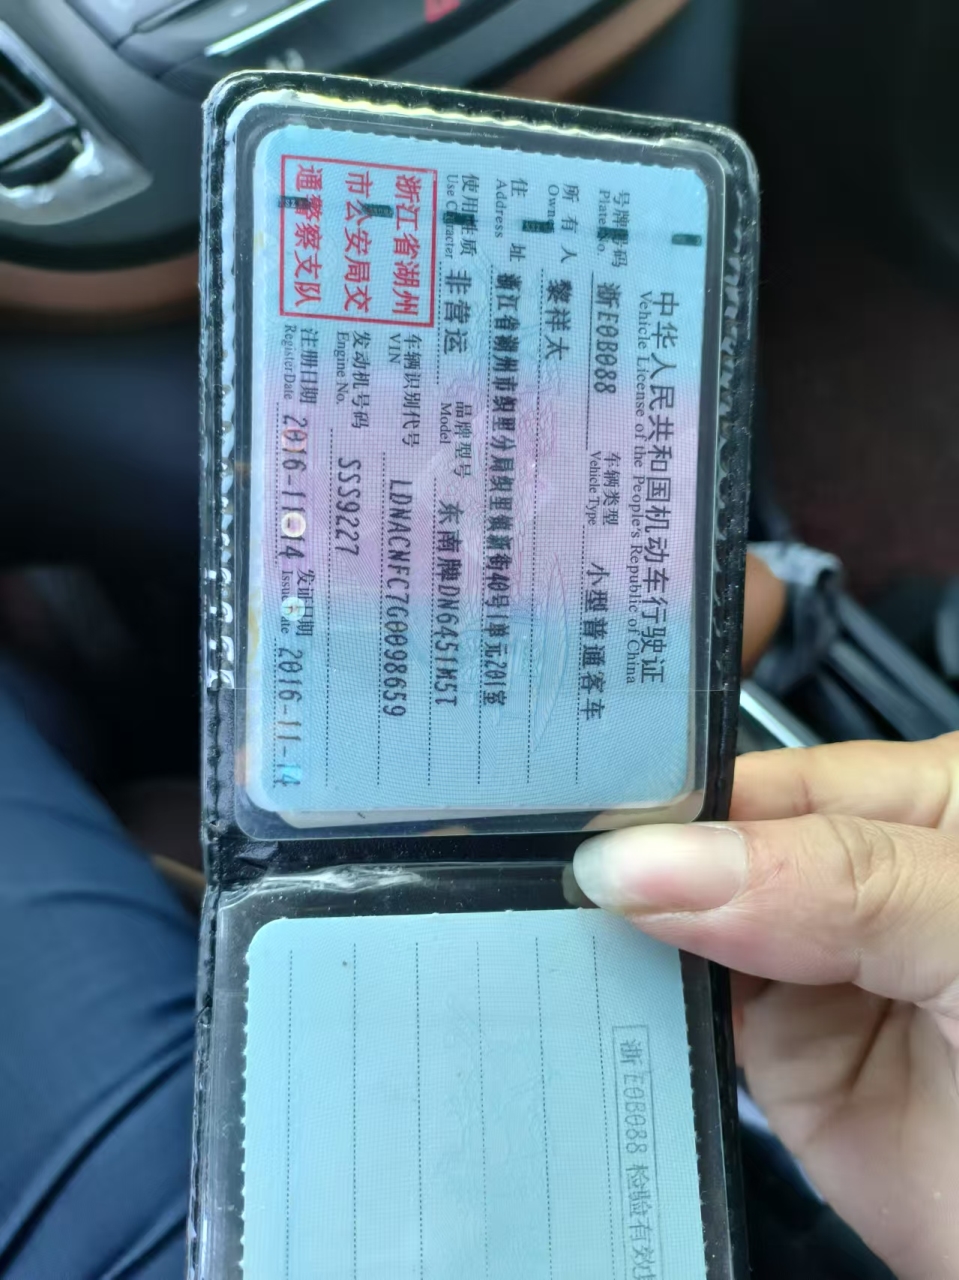 中华人民共和国机动车行驶证
Vehicle License of the People's Republic of China
号牌号码 浙E0B088 车辆类型 小型普通客车
Plate No. Vehicle Type
所有人 黎祥太
Owner
住址 浙江省湖州市织里分局织里镇新街40号1单元201室
Address
使用性质 非营运 品牌型号 东南牌DN6451M5I
Use Character Model
浙江省湖州
市公安局交
通警察支队
车辆识别代号 LDNACNFC7G0098659
VIN
发动机号码 SSS9227
Engine No.
注册日期 2016-11-14 发证日期 2016-11-14
Register Date Issue Date
浙E0B088 检验有效